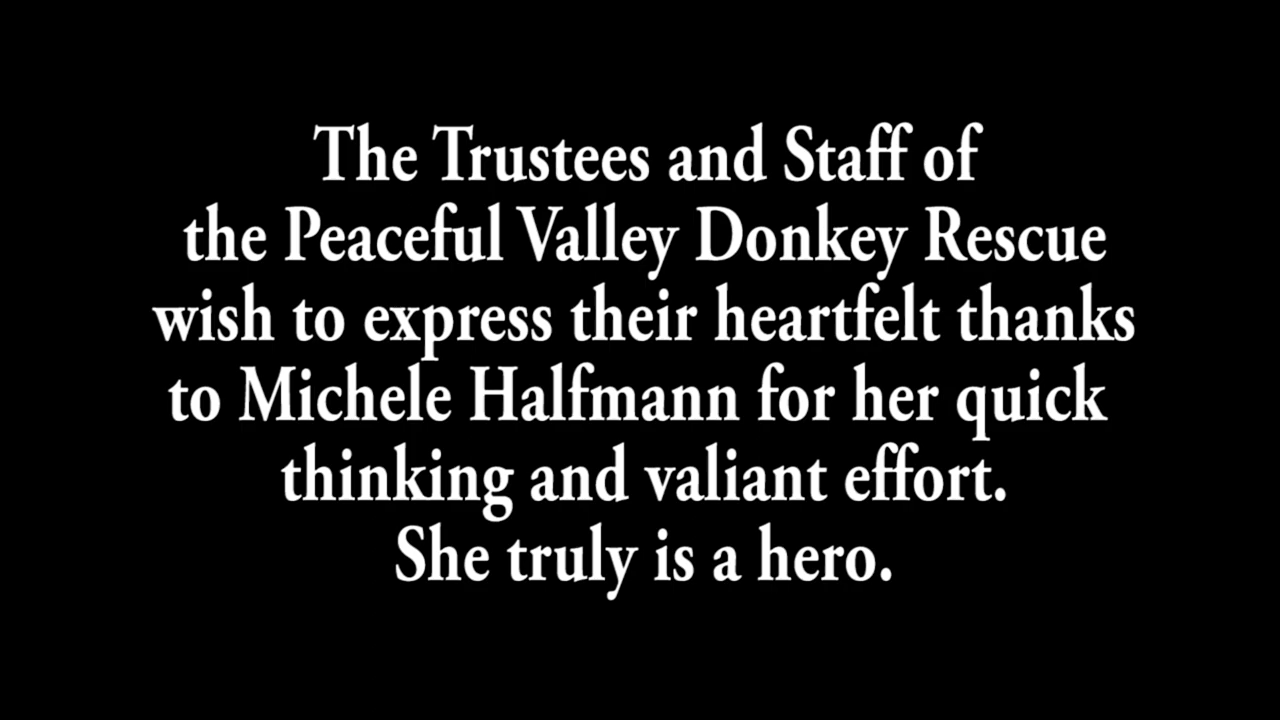 The Trustees and Staff of
the Peaceful Valley Donkey Rescue
wish to express their heartfelt thanks
to Michele Halfmann for her quick
thinking and valiant effort.
She truly is a hero.